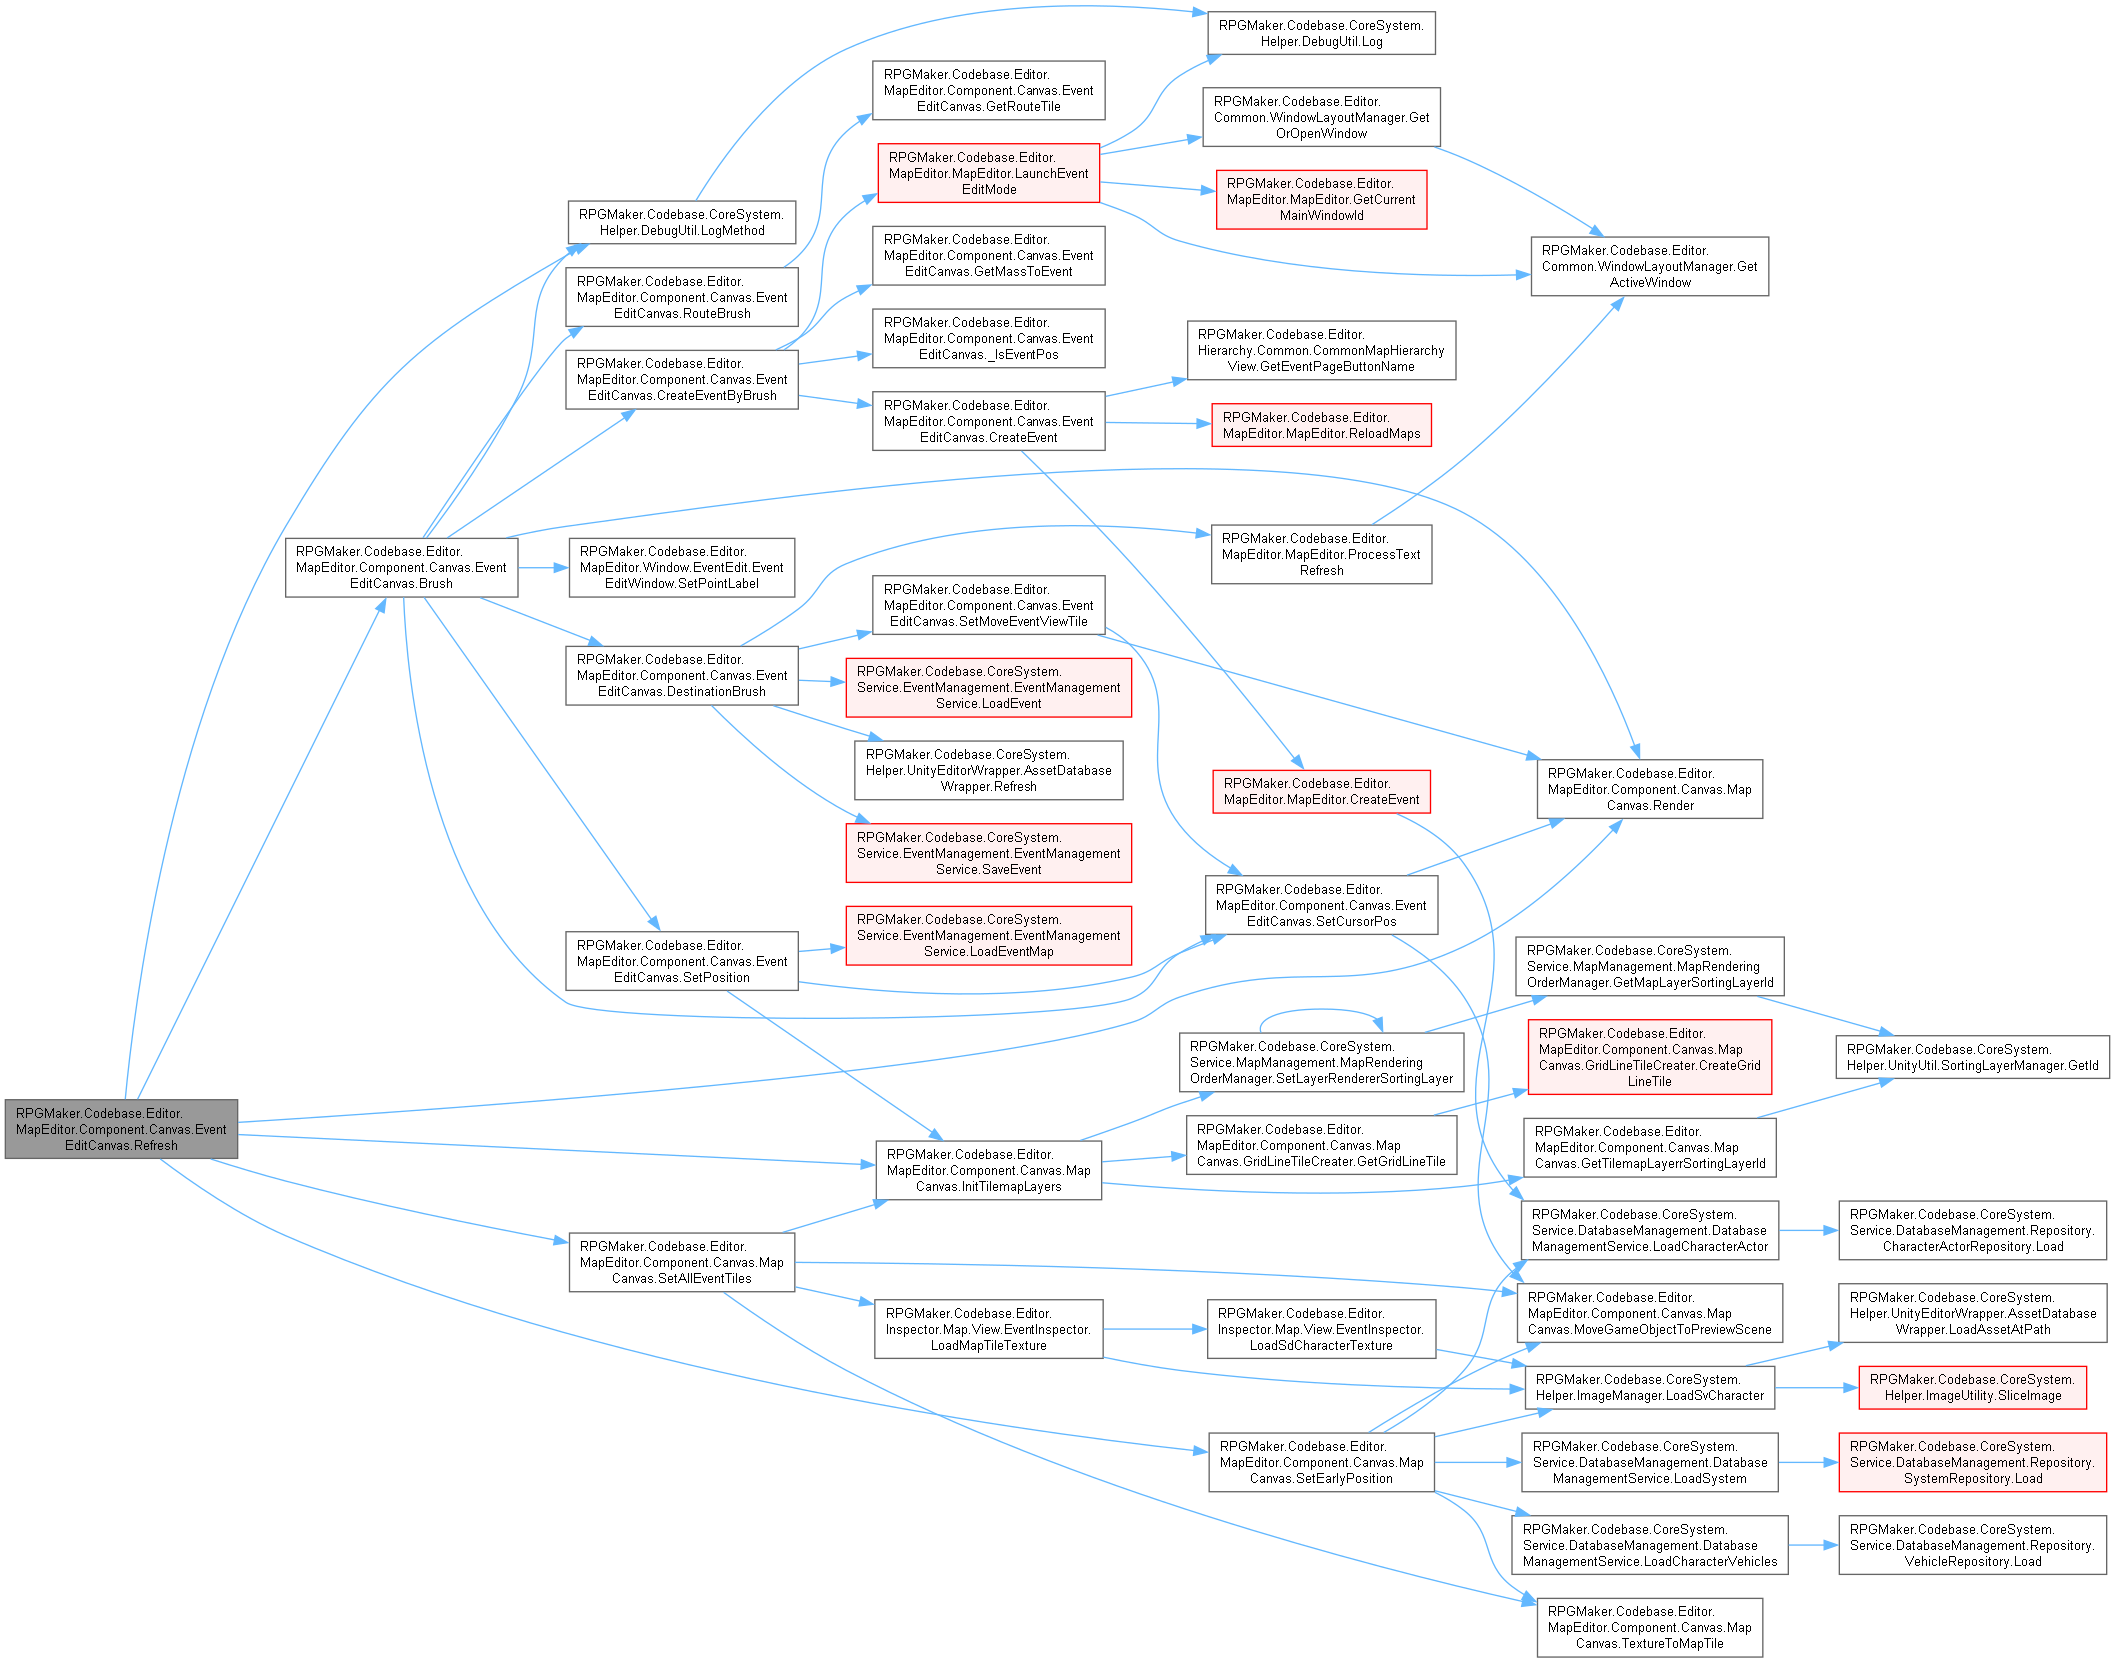 RPGMaker.Codebase.CoreSystem.
Helper.DebugUtil.Log
RPGMaker.Codebase.Editor.
MapEditor.Component.Canvas.Event
EditCanvas.GetRouteTile
RPGMaker.Codebase.Editor.
Common.WindowLayoutManager.Get
OrOpenWindow
RPGMaker.Codebase.Editor.
MapEditor.MapEditor.LaunchEvent
EditMode
RPGMaker.Codebase.Editor.
MapEditor.MapEditor.GetCurrent
MainWindowId
RPGMaker.Codebase.CoreSystem.
Helper.DebugUtil.LogMethod
RPGMaker.Codebase.Editor.
MapEditor.Component.Canvas.Event
EditCanvas.GetMassToEvent
RPGMaker.Codebase.Editor.
Common.WindowLayoutManager.Get
ActiveWindow
RPGMaker.Codebase.Editor.
MapEditor.Component.Canvas.Event
EditCanvas.RouteBrush
RPGMaker.Codebase.Editor.
MapEditor.Component.Canvas.Event
EditCanvas._IsEventPos
RPGMaker.Codebase.Editor.
Hierarchy.Common.CommonMapHierarchy
View.GetEventPageButtonName
RPGMaker.Codebase.Editor.
MapEditor.Component.Canvas.Event
EditCanvas.CreateEventByBrush
RPGMaker.Codebase.Editor.
MapEditor.Component.Canvas.Event
EditCanvas.CreateEvent
RPGMaker.Codebase.Editor.
MapEditor.MapEditor.ReloadMaps
RPGMaker.Codebase.Editor.
MapEditor.Component.Canvas.Event
EditCanvas.Brush
RPGMaker.Codebase.Editor.
MapEditor.Window.EventEdit.Event
EditWindow.SetPointLabel
RPGMaker.Codebase.Editor.
MapEditor.MapEditor.ProcessText
Refresh
RPGMaker.Codebase.Editor.
MapEditor.Component.Canvas.Event
EditCanvas.SetMoveEventViewTile
RPGMaker.Codebase.Editor.
MapEditor.Component.Canvas.Event
EditCanvas.DestinationBrush
RPGMaker.Codebase.CoreSystem.
Service.EventManagement.EventManagement
Service.LoadEvent
RPGMaker.Codebase.CoreSystem.
Helper.UnityEditorWrapper.AssetDatabase
Wrapper.Refresh
RPGMaker.Codebase.Editor.
MapEditor.MapEditor.CreateEvent
RPGMaker.Codebase.Editor.
MapEditor.Component.Canvas.Map
Canvas.Render
RPGMaker.Codebase.CoreSystem.
Service.EventManagement.EventManagement
Service.SaveEvent
RPGMaker.Codebase.Editor.
MapEditor.Component.Canvas.Event
EditCanvas.SetCursorPos
RPGMaker.Codebase.Editor.
MapEditor.Component.Canvas.Event
EditCanvas.SetPosition
RPGMaker.Codebase.CoreSystem.
Service.EventManagement.EventManagement
Service.LoadEventMap
RPGMaker.Codebase.CoreSystem.
Service.MapManagement.MapRendering
OrderManager.GetMapLayerSortingLayerId
RPGMaker.Codebase.CoreSystem.
Service.MapManagement.MapRendering
OrderManager.SetLayerRendererSortingLayer
RPGMaker.Codebase.Editor.
MapEditor.Component.Canvas.Map
Canvas.GridLineTileCreater.CreateGrid
LineTile
RPGMaker.Codebase.CoreSystem.
Helper.UnityUtil.SortingLayerManager.GetId
RPGMaker.Codebase.Editor.
MapEditor.Component.Canvas.Event
EditCanvas.Refresh
RPGMaker.Codebase.Editor.
MapEditor.Component.Canvas.Map
Canvas.InitTilemapLayers
RPGMaker.Codebase.Editor.
MapEditor.Component.Canvas.Map
Canvas.GridLineTileCreater.GetGridLineTile
RPGMaker.Codebase.Editor.
MapEditor.Component.Canvas.Map
Canvas.GetTilemapLayerrSortingLayerId
RPGMaker.Codebase.CoreSystem.
Service.DatabaseManagement.Database
ManagementService.LoadCharacterActor
RPGMaker.Codebase.CoreSystem.
Service.DatabaseManagement.Repository.
CharacterActorRepository.Load
RPGMaker.Codebase.Editor.
MapEditor.Component.Canvas.Map
Canvas.SetAllEventTiles
RPGMaker.Codebase.Editor.
Inspector.Map.View.EventInspector.
LoadMapTileTexture
RPGMaker.Codebase.Editor.
Inspector.Map.View.EventInspector.
LoadSdCharacterTexture
RPGMaker.Codebase.Editor.
MapEditor.Component.Canvas.Map
Canvas.MoveGameObjectToPreviewScene
RPGMaker.Codebase.CoreSystem.
Helper.UnityEditorWrapper.AssetDatabase
Wrapper.LoadAssetAtPath
RPGMaker.Codebase.CoreSystem.
Helper.ImageManager.LoadSvCharacter
RPGMaker.Codebase.CoreSystem.
Helper.ImageUtility.SliceImage
RPGMaker.Codebase.Editor.
MapEditor.Component.Canvas.Map
Canvas.SetEarlyPosition
RPGMaker.Codebase.CoreSystem.
Service.DatabaseManagement.Database
ManagementService.LoadSystem
RPGMaker.Codebase.CoreSystem.
Service.DatabaseManagement.Repository.
SystemRepository.Load
RPGMaker.Codebase.CoreSystem.
Service.DatabaseManagement.Database
ManagementService.LoadCharacterVehicles
RPGMaker.Codebase.CoreSystem.
Service.DatabaseManagement.Repository.
VehicleRepository.Load
RPGMaker.Codebase.Editor.
MapEditor.Component.Canvas.Map
Canvas.TextureToMapTile